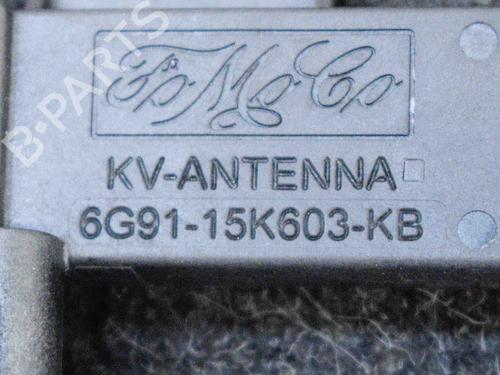 B-PARTS
FoMoCo
KV-ANTENNA
6G91-15K603-KB